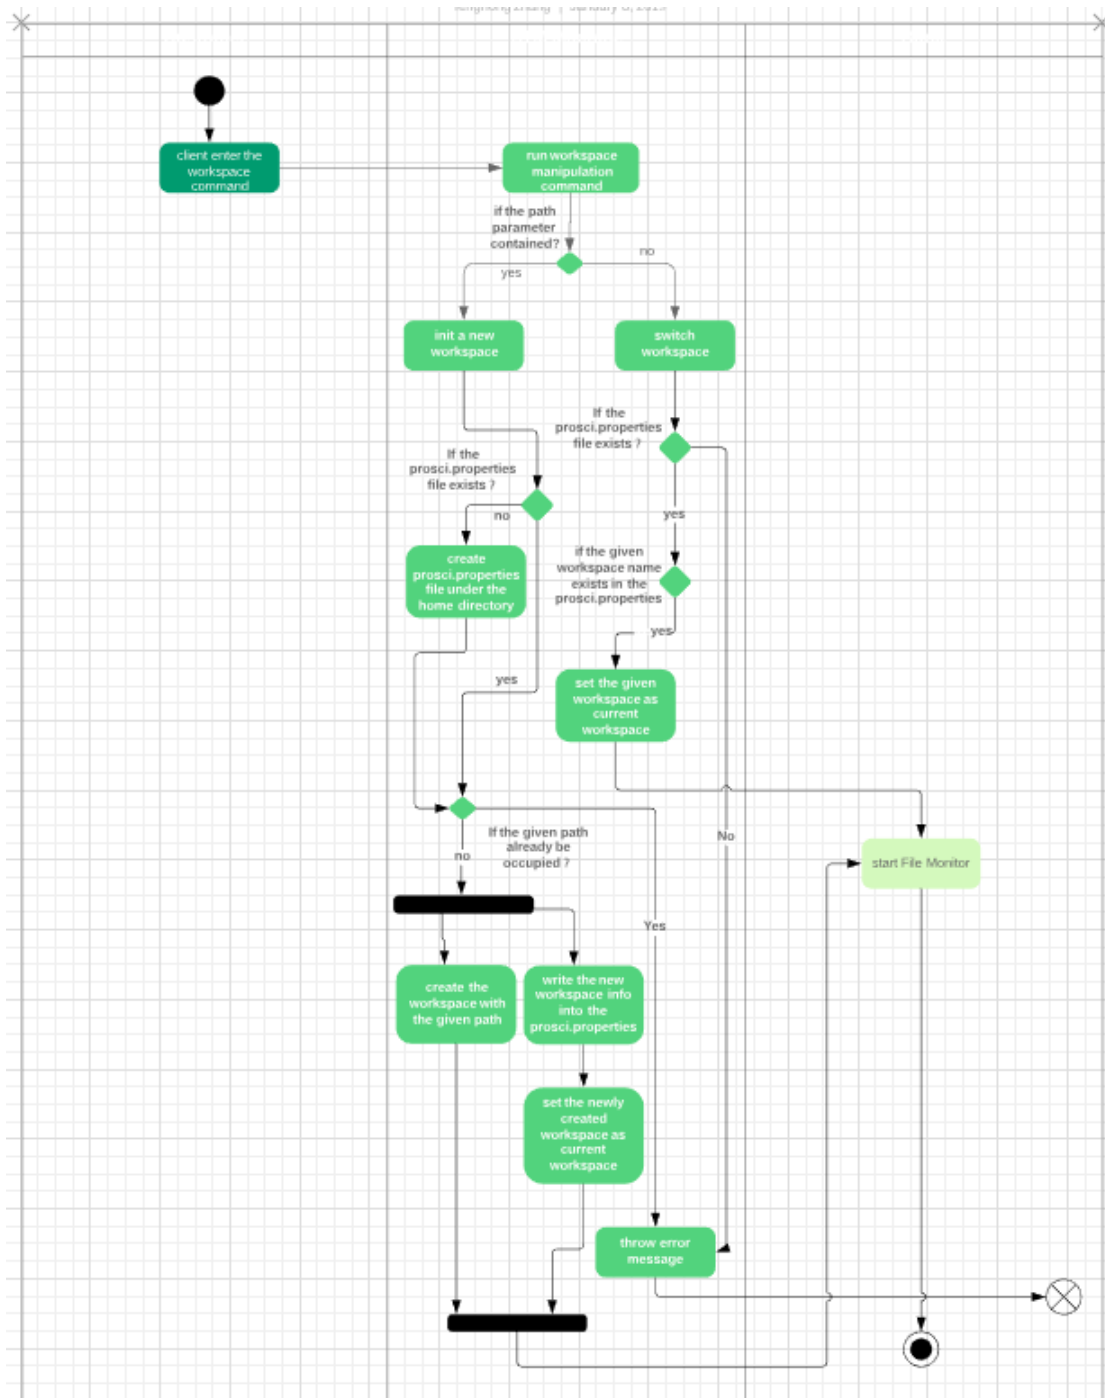 client enter the
workspace
command
run workspace
manipulation
command
if the path
parameter
contained?
no
yes
init a new
workspace
switch
workspace
If the
prosci.properties
file exists ?
If the
prosci.properties
file exists ?
no
yes
create
prosci.properties
file under the
home directory
if the given
workspace name
exists in the
prosci.properties
yes
yes
set the given
workspace as
current
workspace
If the given path
already be
occupied ?
no
No
start File Monitor
Yes
create the
workspace with
the given path
write the new
workspace info
into the
prosci.properties
set the newly
created
workspace as
current
workspace
throw error
message